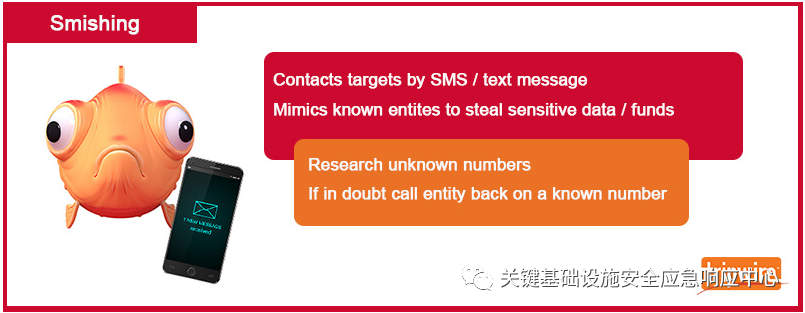 Smishing
Contacts targets by SMS / text message
Mimics known entites to steal sensitive data / funds
Research unknown numbers
If in doubt call entity back on a known number
1 NEW MESSAGE
received
关键基础设施安全应急响应中心